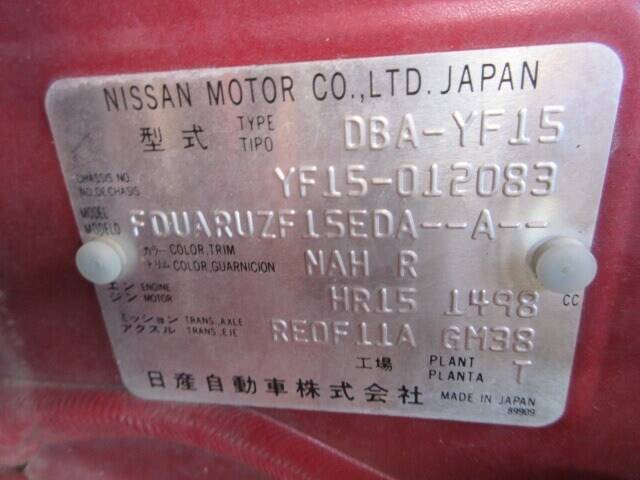 NISSAN MOTOR CO.,LTD. JAPAN
型式 TYPE TIPO DBA-YF15
CHASSIS NO. NO.DE CHASIS YF15-012083
MODEL MODELO FDUARUZF15EDA--A--
カラー COLOR,TRIM トリム COLOR,GUARNICION NAH R
エンジン ENGINE MOTOR HR15 1498 CC
ミッション TRANS.,AXLE アクスル TRANS.,EJE RE0F11A GM38
工場 PLANT PLANTA T
日産自動車株式会社 MADE IN JAPAN
89909